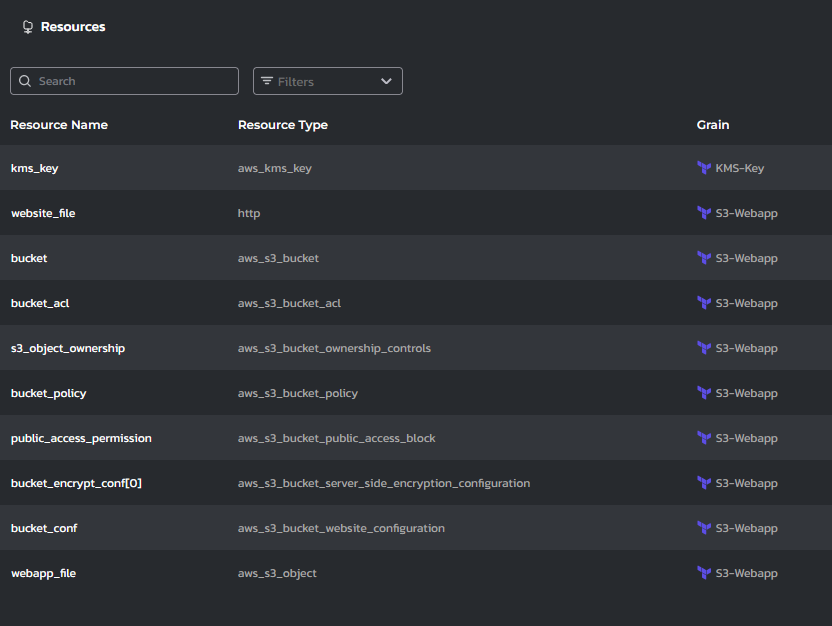 Resources
Search Filters
Resource Name Resource Type Grain
kms_key aws_kms_key KMS-Key
website_file http S3-Webapp
bucket aws_s3_bucket S3-Webapp
bucket_acl aws_s3_bucket_acl S3-Webapp
s3_object_ownership aws_s3_bucket_ownership_controls S3-Webapp
bucket_policy aws_s3_bucket_policy S3-Webapp
public_access_permission aws_s3_bucket_public_access_block S3-Webapp
bucket_encrypt_conf[0] aws_s3_bucket_server_side_encryption_configuration S3-Webapp
bucket_conf aws_s3_bucket_website_configuration S3-Webapp
webapp_file aws_s3_object S3-Webapp